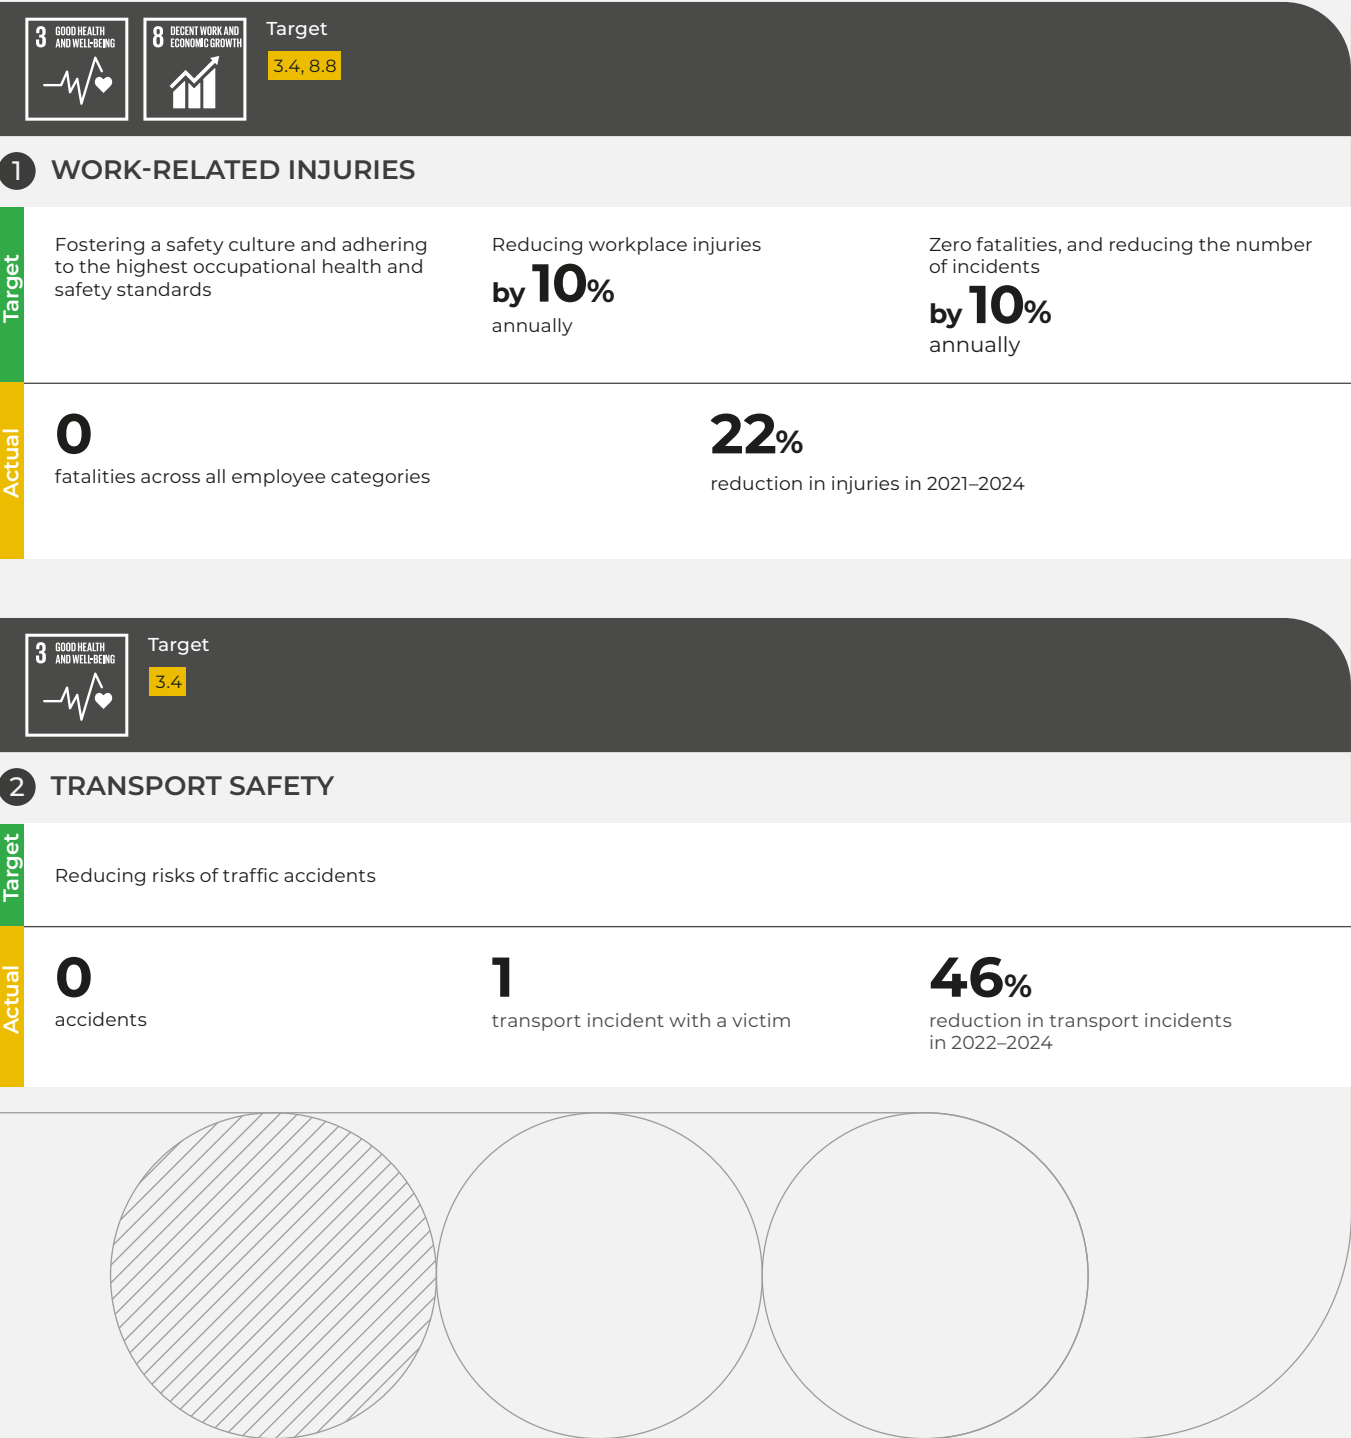 3 GOOD HEALTH
AND WELL-BEING
8 DECENT WORK AND
ECONOMIC GROWTH
Target
3.4, 8.8
1 WORK-RELATED INJURIES
Target
Fostering a safety culture and adhering
to the highest occupational health and
safety standards
Reducing workplace injuries
by 10%
annually
Zero fatalities, and reducing the number
of incidents
by 10%
annually
Actual
0
fatalities across all employee categories
22%
reduction in injuries in 2021–2024
3 GOOD HEALTH
AND WELL-BEING
Target
3.4
2 TRANSPORT SAFETY
Target
Reducing risks of traffic accidents
Actual
0
accidents
1
transport incident with a victim
46%
reduction in transport incidents
in 2022–2024